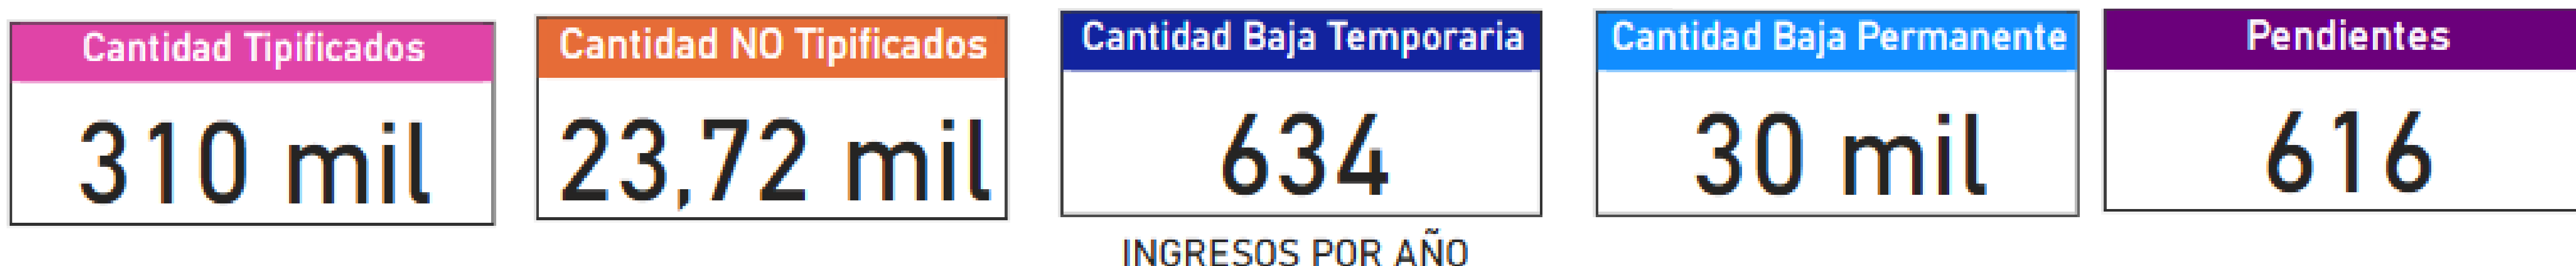 Cantidad Tipificados
310 mil
Cantidad NO Tipificados
23,72 mil
Cantidad Baja Temporaria
634
Cantidad Baja Permanente
30 mil
Pendientes
616
INGRESOS POR AÑO